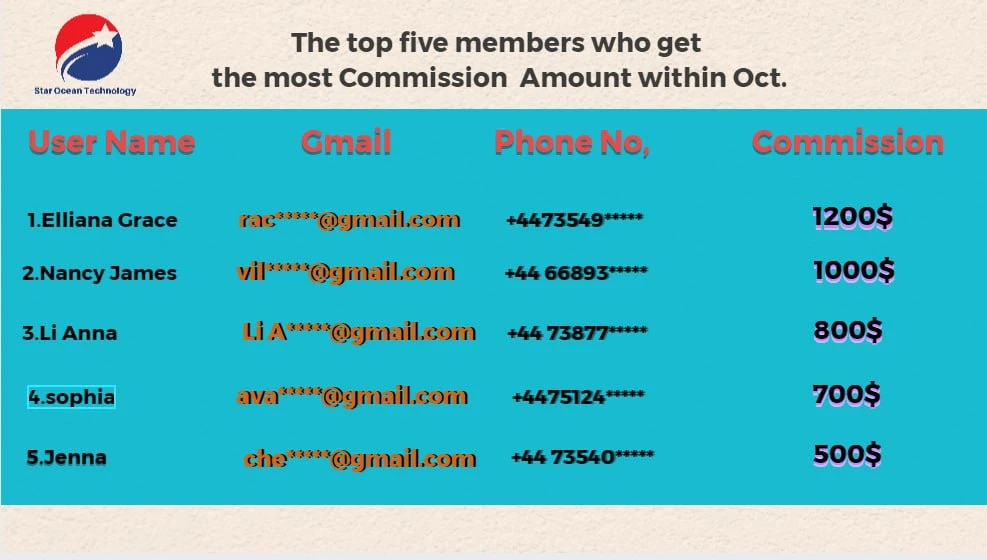 Star Ocean Technology
The top five members who get
the most Commission Amount within Oct.
User Name Gmail Phone No, Commission
1.Elliana Grace rac*****@gmail.com +4473549***** 1200$
2.Nancy James vil*****@gmail.com +44 66893***** 1000$
3.Li Anna Li A*****@gmail.com +44 73877***** 800$
4.sophia ava*****@gmail.com +4475124***** 700$
5.Jenna che*****@gmail.com +44 73540***** 500$